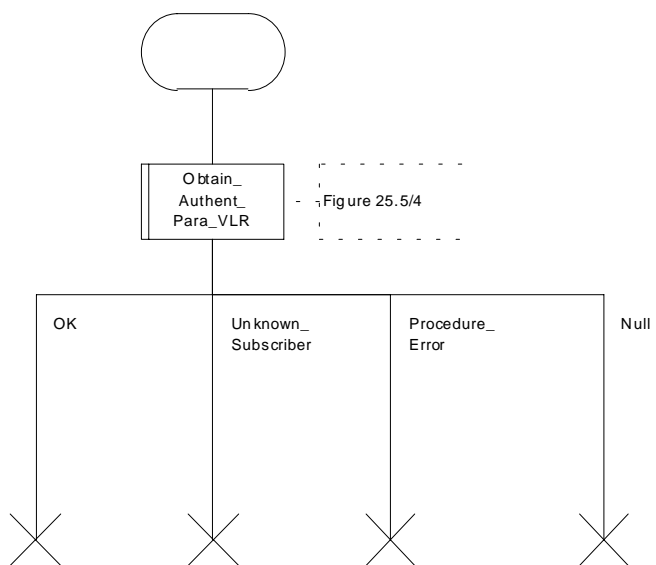 Obtain_
Authent_
Para_VLR
Figure 25.5/4
OK
Unknown_
Subscriber
Procedure_
Error
Null